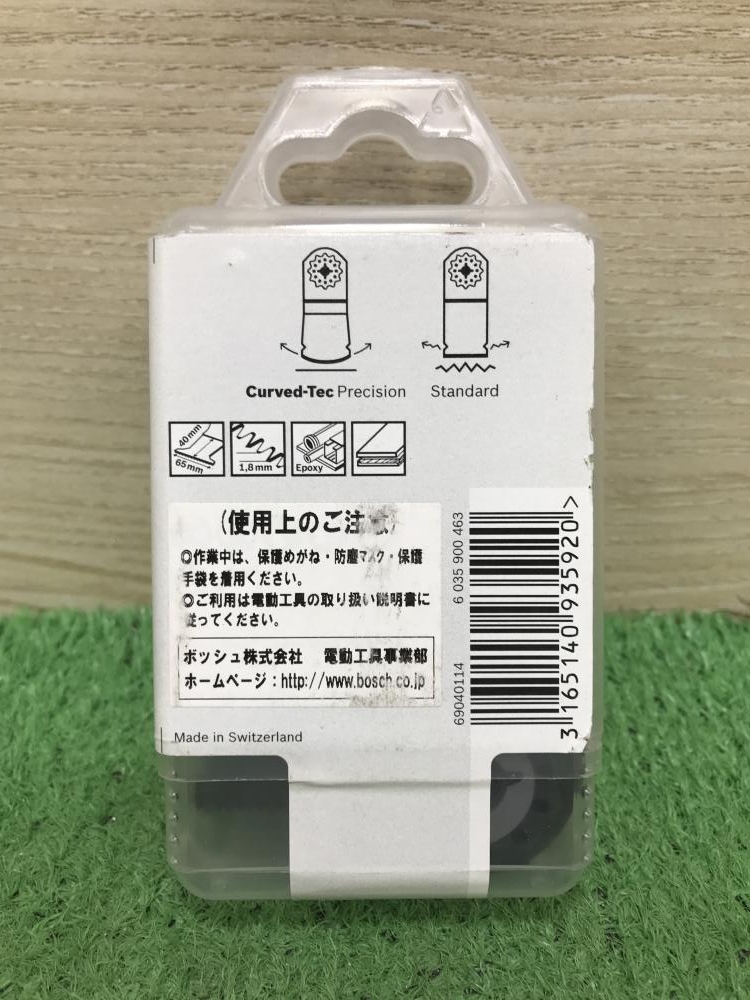 Curved-Tec Precision
Standard
40mm
65mm
1,8mm
Epoxy
(使用上のご注意)
◎作業中は、保護めがね・防塵マスク・保護
手袋を着用ください。
◎ご利用は電動工具の取り扱い説明書に
従ってください。
ボッシュ株式会社 電動工具事業部
ホームページ:http://www.bosch.co.jp
Made in Switzerland
6 035 900 463
69040114
3 165140 935920 >